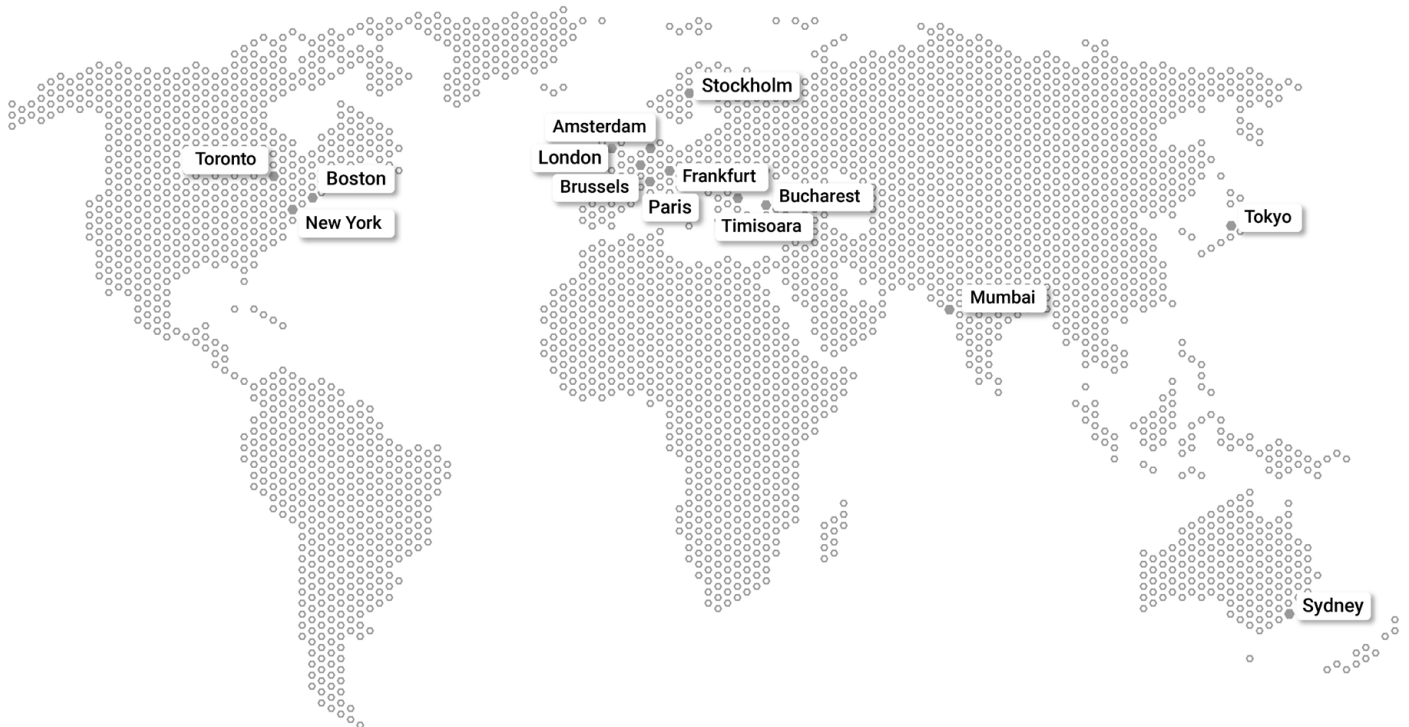 Stockholm
Amsterdam
London
Toronto
Boston
Frankfurt
Brussels
Bucharest
Paris
New York
Timisoara
Tokyo
Mumbai
Sydney